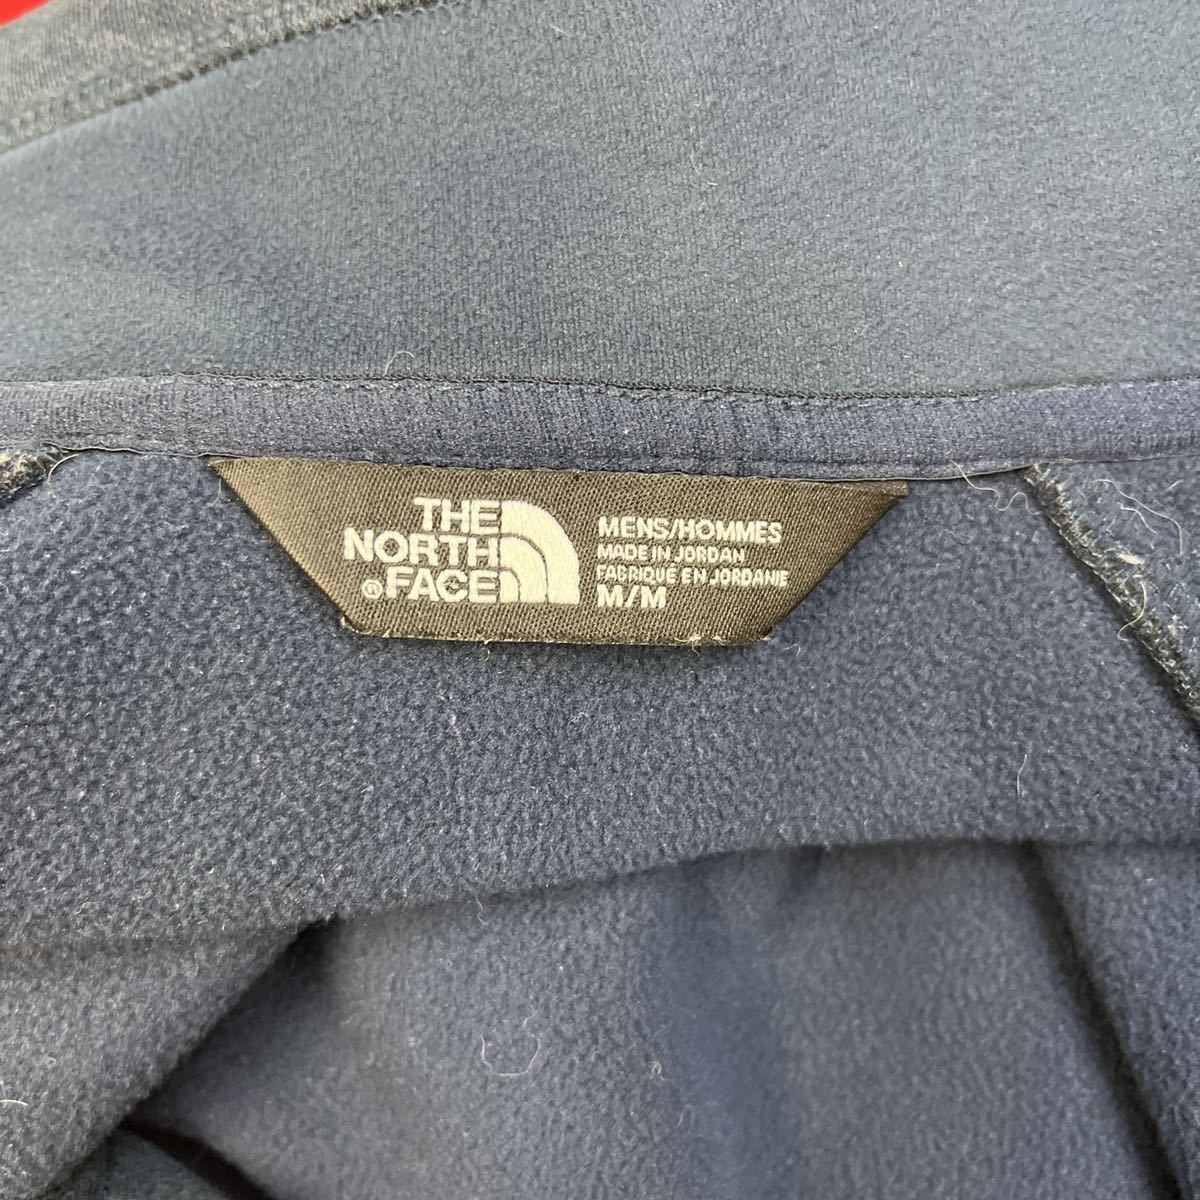 THE
NORTH
®FACE
MENS/HOMMES
MADE IN JORDAN
FABRIQUE EN JORDANIE
M/M